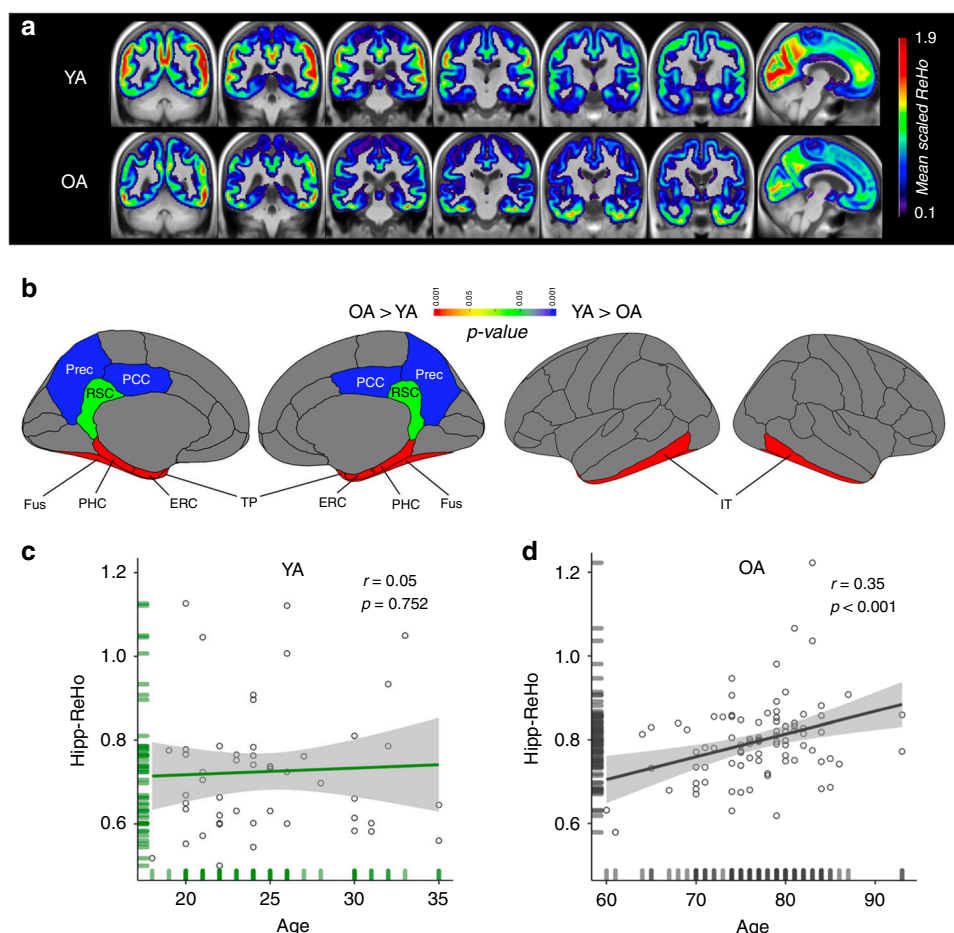 a
YA
OA
1.9
Mean scaled ReHo
0.1
b
OA > YA
0.001
0.05
0.05
0.001
YA > OA
p-value
Prec
PCC
RSC
PCC
Prec
RSC
Fus
PHC
ERC
TP
ERC
PHC
Fus
IT
c
YA
r = 0.05
p = 0.752
1.2
1.0
0.8
0.6
Hipp-ReHo
20 25 30 35
Age
d
OA
r = 0.35
p < 0.001
1.2
1.0
0.8
0.6
Hipp-ReHo
60 70 80 90
Age